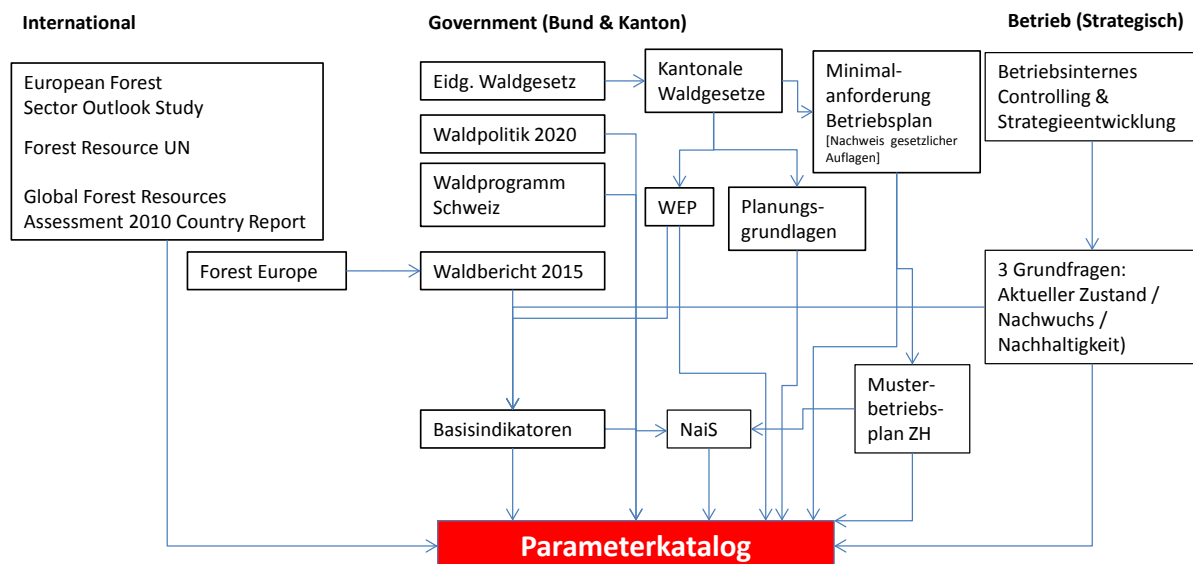 International
Government (Bund & Kanton)
Betrieb (Strategisch)
European Forest
Sector Outlook Study
Forest Resource UN
Global Forest Resources
Assessment 2010 Country Report
Eidg. Waldgesetz
Kantonale
Waldgesetze
Minimal-
anforderung
Betriebsplan
[Nachweis gesetzlicher
Auflagen]
Betriebsinternes
Controlling &
Strategieentwicklung
Waldpolitik 2020
Waldprogramm
Schweiz
WEP
Planungs-
grundlagen
Forest Europe
Waldbericht 2015
3 Grundfragen:
Aktueller Zustand /
Nachwuchs /
Nachhaltigkeit)
Basisindikatoren
NaiS
Muster-
betriebs-
plan ZH
Parameterkatalog